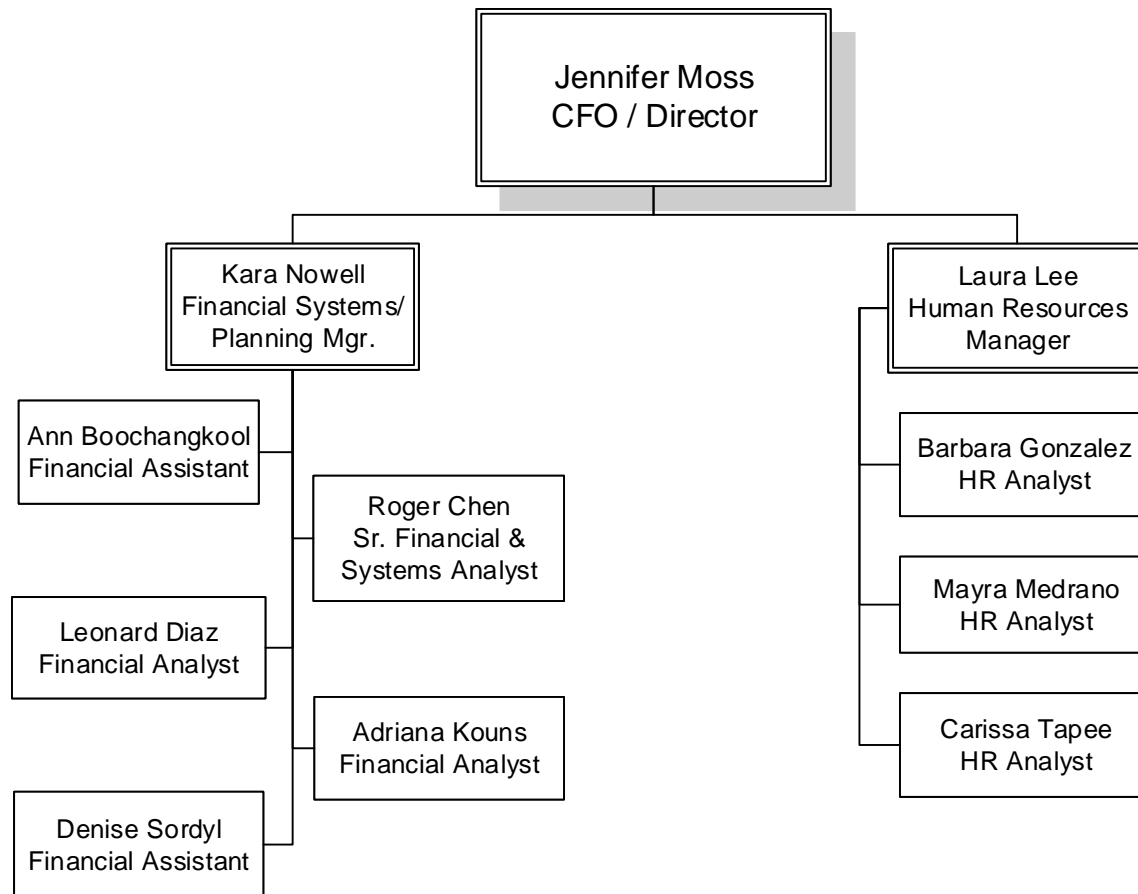 Jennifer Moss
CFO / Director
Kara Nowell
Financial Systems/
Planning Mgr.
Laura Lee
Human Resources
Manager
Ann Boochangkool
Financial Assistant
Roger Chen
Sr. Financial &
Systems Analyst
Leonard Diaz
Financial Analyst
Adriana Kouns
Financial Analyst
Denise Sordyl
Financial Assistant
Barbara Gonzalez
HR Analyst
Mayra Medrano
HR Analyst
Carissa Tapee
HR Analyst